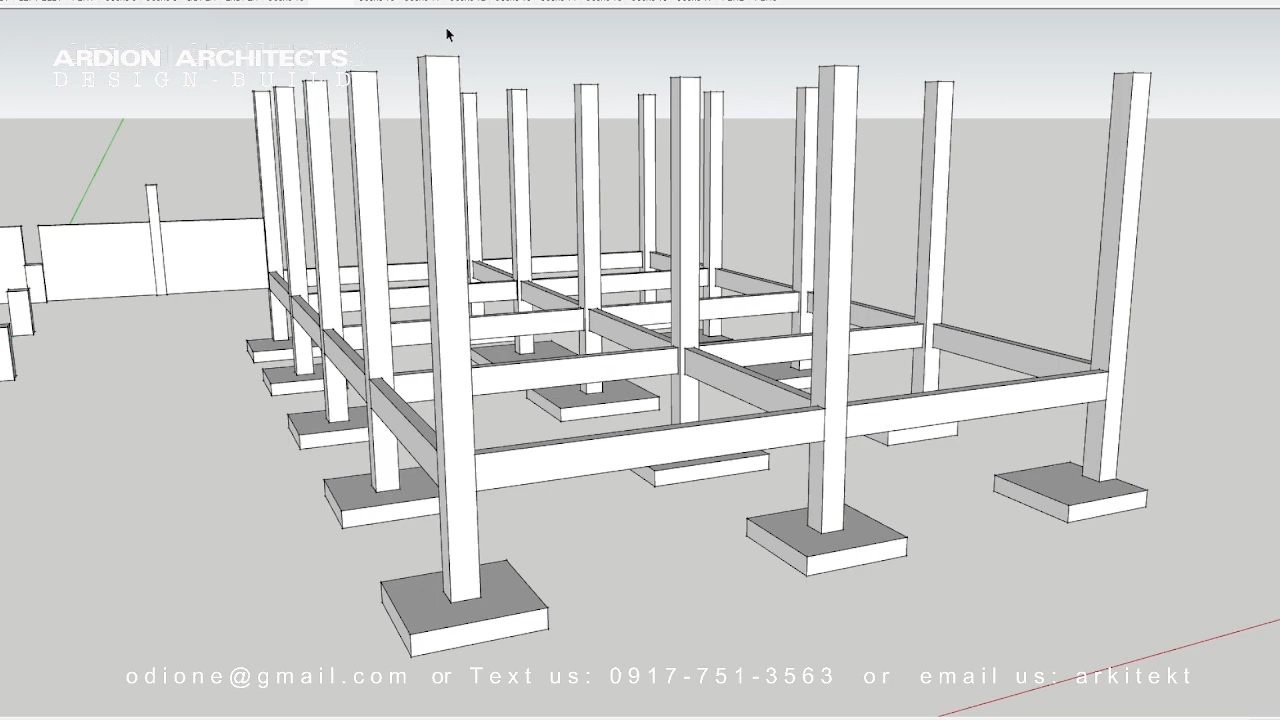 ARDION ARCHITECTS
DESIGN-BUILD
odione@gmail.com or Text us: 0917-751-3563 or email us: arkitekt